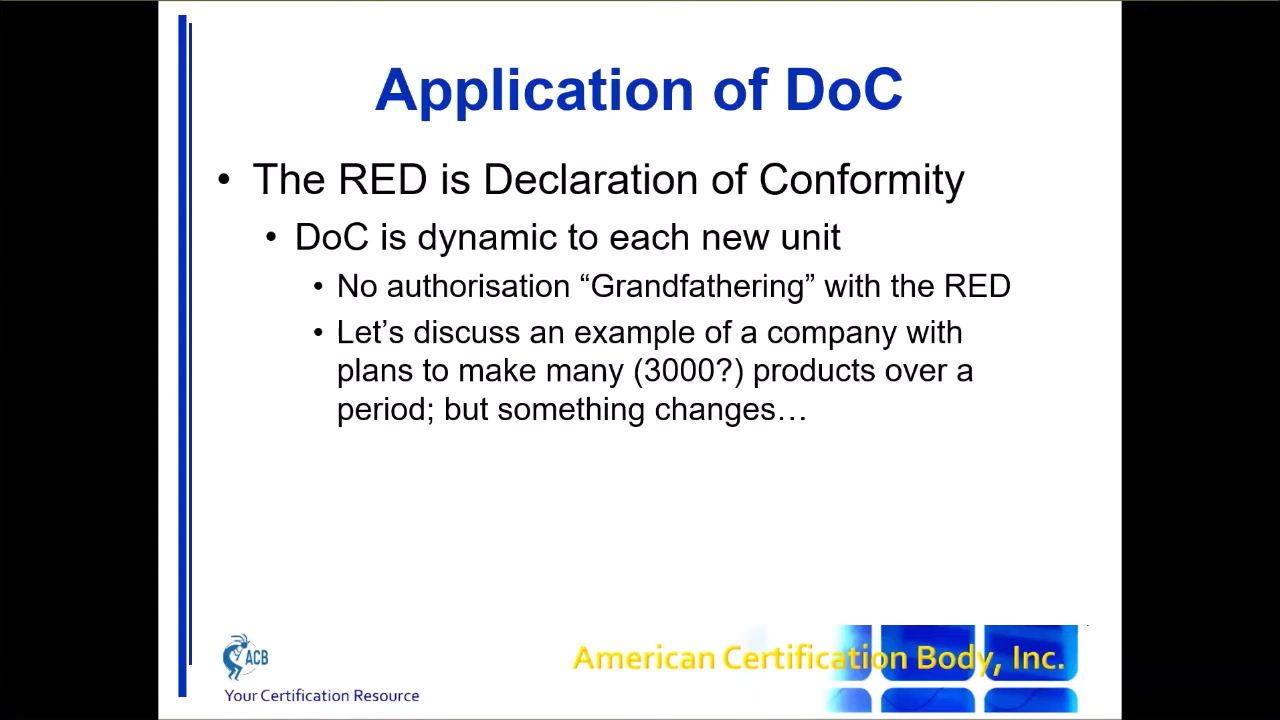 Application of DoC
• The RED is Declaration of Conformity
• DoC is dynamic to each new unit
• No authorisation “Grandfathering” with the RED
• Let’s discuss an example of a company with
plans to make many (3000?) products over a
period; but something changes…
ACB
Your Certification Resource
American Certification Body, Inc.